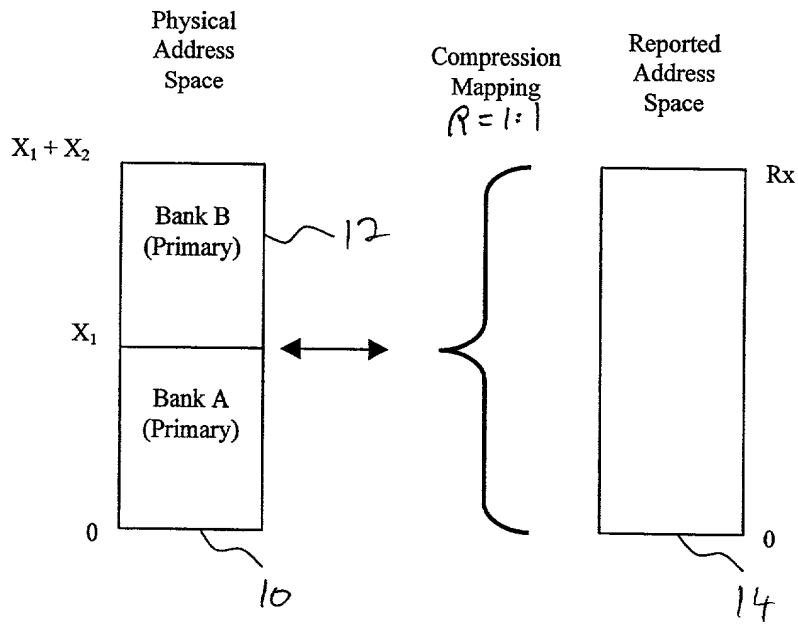 Physical
Address
Space
Compression
Mapping
R = 1:1
Reported
Address
Space
X₁ + X₂
Rx
Bank B
(Primary)
12
X₁
Bank A
(Primary)
0
0
10
14